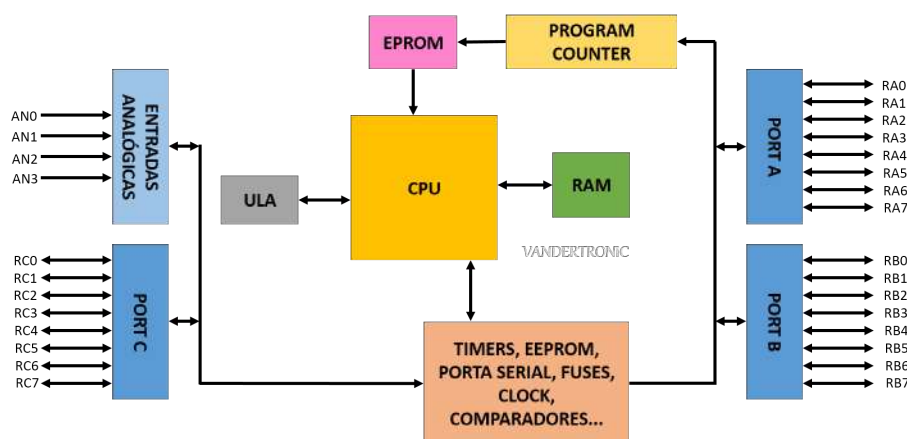 EPROM
PROGRAM
COUNTER
ENTRADAS
ANALÓGICAS
AN0
AN1
AN2
AN3
CPU
ULA
RAM
VANDERTRONIC
PORT A
RA0
RA1
RA2
RA3
RA4
RA5
RA6
RA7
PORT C
RC0
RC1
RC2
RC3
RC4
RC5
RC6
RC7
TIMERS, EEPROM,
PORTA SERIAL, FUSES,
CLOCK,
COMPARADORES...
PORT B
RB0
RB1
RB2
RB3
RB4
RB5
RB6
RB7